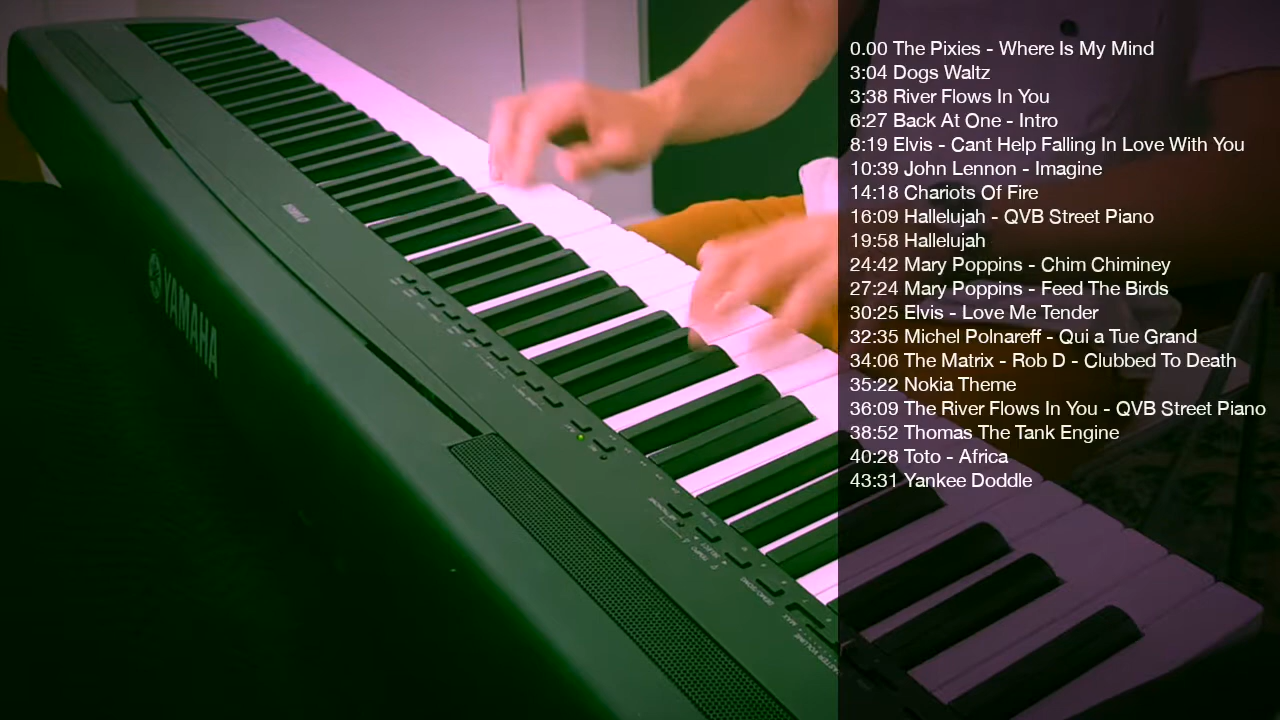 0.00 The Pixies - Where Is My Mind
3:04 Dogs Waltz
3:38 River Flows In You
6:27 Back At One - Intro
8:19 Elvis - Cant Help Falling In Love With You
10:39 John Lennon - Imagine
14:18 Chariots Of Fire
16:09 Hallelujah - QVB Street Piano
19:58 Hallelujah
24:42 Mary Poppins - Chim Chiminey
27:24 Mary Poppins - Feed The Birds
30:25 Elvis - Love Me Tender
32:35 Michel Polnareff - Qui a Tue Grand
34:06 The Matrix - Rob D - Clubbed To Death
35:22 Nokia Theme
36:09 The River Flows In You - QVB Street Piano
38:52 Thomas The Tank Engine
40:28 Toto - Africa
43:31 Yankee Doddle
YAMAHA
DEMO/SONG
MAX
MASTER VOLUME